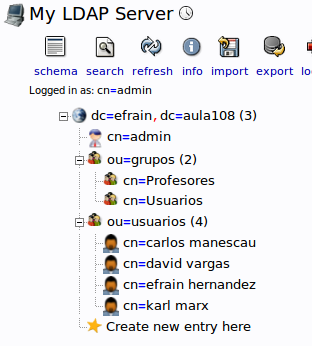 My LDAP Server
schema search refresh info import export
Logged in as: cn=admin
dc=efrain, dc=aula108 (3)
cn=admin
ou=grupos (2)
cn=Profesores
cn=Usuarios
ou=usuarios (4)
cn=carlos manescau
cn=david vargas
cn=efrain hernandez
cn=karl marx
Create new entry here